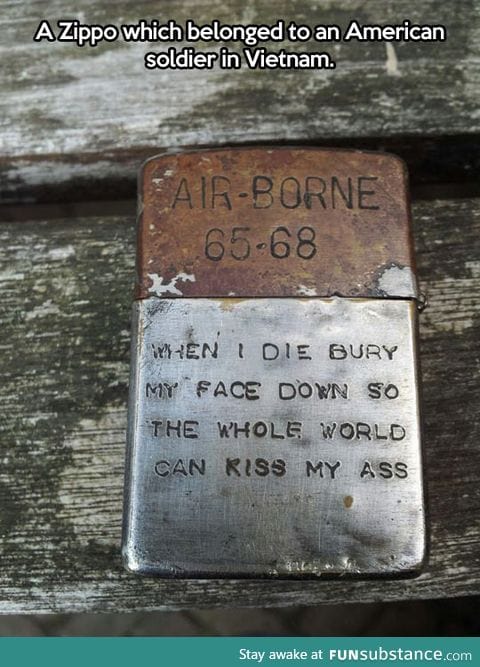 A Zippo which belonged to an American
soldier in Vietnam.
AIR-BORNE
65-68
WHEN I DIE BURY
MY FACE DOWN SO
THE WHOLE WORLD
CAN KISS MY ASS
Stay awake at FUNsubstance.com